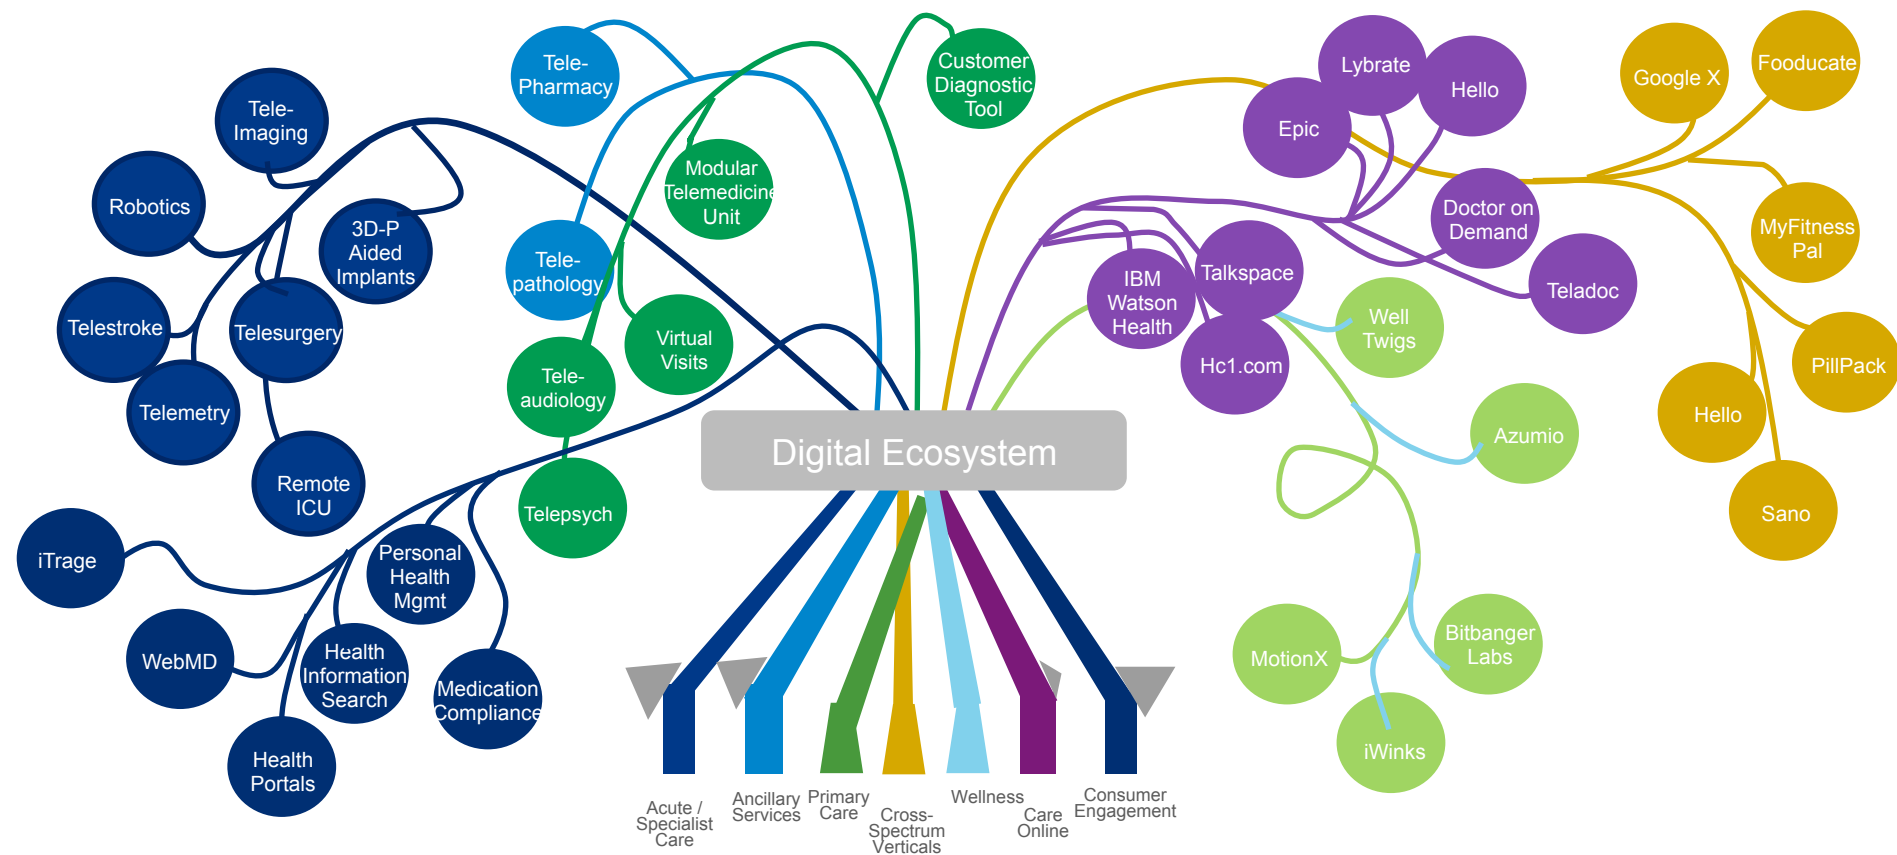 Tele-
Pharmacy
Customer
Diagnostic
Tool
Lybrate
Hello
Google X
Fooducate
Tele-
Imaging
Epic
Modular
Telemedicine
Unit
Robotics
3D-P
Aided
Implants
Doctor on
Demand
MyFitness
Pal
Tele-
pathology
IBM
Watson
Health
Talkspace
Teladoc
Telestroke
Telesurgery
Virtual
Visits
Well
Twigs
Hc1.com
PillPack
Tele-
audiology
Telemetry
Hello
Azumio
Digital Ecosystem
Remote
ICU
Telepsych
Sano
iTrage
Personal
Health
Mgmt
WebMD
Health
Information
Search
Medication
Compliance
MotionX
Bitbanger
Labs
Health
Portals
iWinks
Acute /
Specialist
Care
Ancillary
Services
Primary
Care
Cross-
Spectrum
Verticals
Wellness
Care
Online
Consumer
Engagement